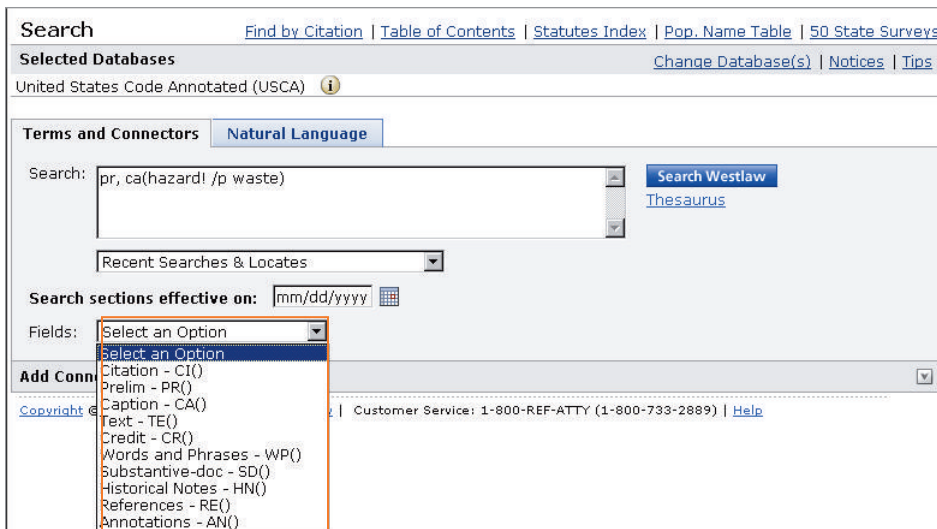 Search Find by Citation | Table of Contents | Statutes Index | Pop. Name Table | 50 State Surveys
Selected Databases Change Database(s) | Notices | Tips
United States Code Annotated (USCA) i
Terms and Connectors Natural Language
Search: pr, ca(hazard! /p waste) Search Westlaw
Thesaurus
Recent Searches & Locates
Search sections effective on: mm/dd/yyyy
Fields: Select an Option
Select an Option
Citation - CI()
Add Conn
Prelim - PR()
Caption - CA()
Copyright © | Customer Service: 1-800-REF-ATTY (1-800-733-2889) | Help
Text - TE()
Credit - CR()
Words and Phrases - WP()
Substantive-doc - SD()
Historical Notes - HN()
References - RE()
Annotations - AN()